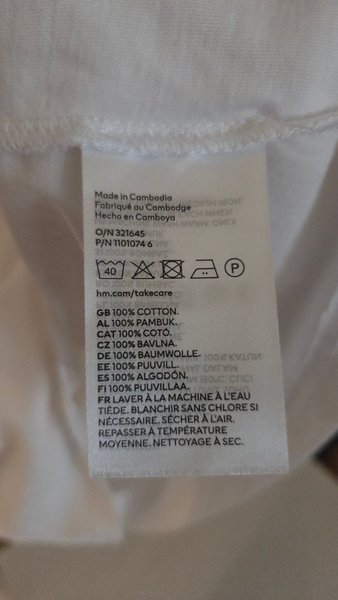 Made in Cambodia
Fabriqué au Cambodge
Hecho en Camboya
O/N 321645
P/N 1101074 6
40 P
hm.com/takecare
GB 100% COTTON.
AL 100% PAMBUK.
CAT 100% COTÓ.
CZ 100% BAVLNA.
DE 100% BAUMWOLLE.
EE 100% PUUVILL.
ES 100% ALGODÓN.
FI 100% PUUVILLAA.
FR LAVER À LA MACHINE À L'EAU
TIÈDE. BLANCHIR SANS CHLORE SI
NÉCESSAIRE, SÉCHER À L'AIR.
REPASSER À TEMPÉRATURE
MOYENNE. NETTOYAGE À SEC.